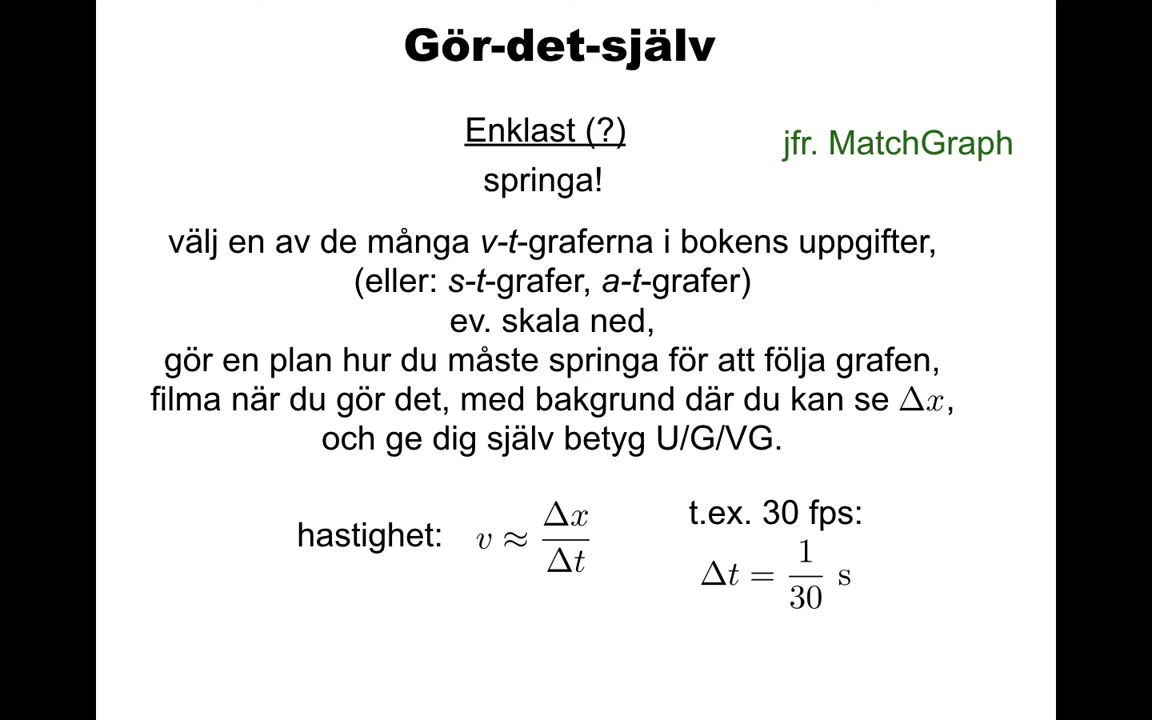 Gör-det-själv
Enklast (?)
jfr. MatchGraph
springa!
välj en av de många v-t-graferna i bokens uppgifter,
(eller: s-t-grafer, a-t-grafer)
ev. skala ned,
gör en plan hur du måste springa för att följa grafen,
filma när du gör det, med bakgrund där du kan se Δx,
och ge dig själv betyg U/G/VG.
hastighet: v ≈ Δx/Δt
t.ex. 30 fps:
Δt = 1/30 s